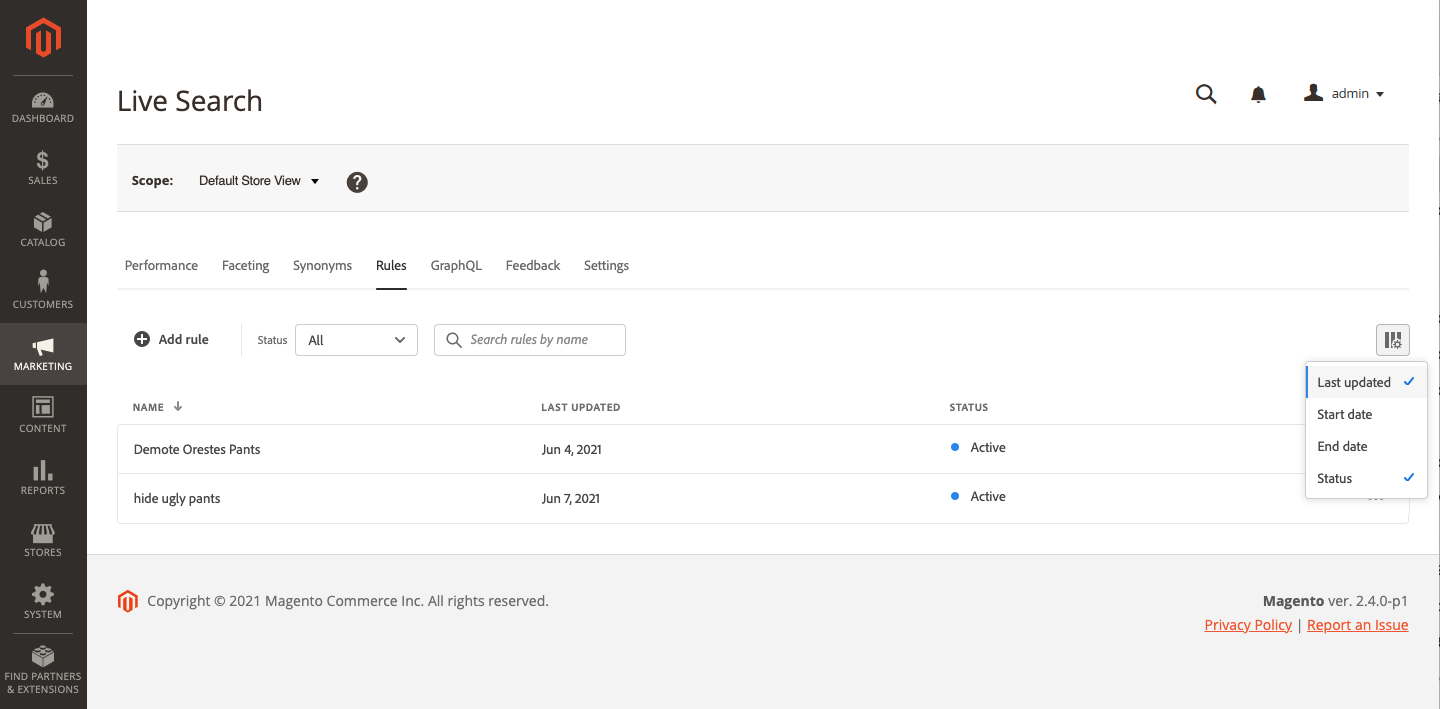 DASHBOARD
SALES
CATALOG
CUSTOMERS
MARKETING
CONTENT
REPORTS
STORES
SYSTEM
FIND PARTNERS
& EXTENSIONS
Live Search
admin
Scope: Default Store View ?
Performance Faceting Synonyms Rules GraphQL Feedback Settings
Add rule Status All Search rules by name
Last updated
Start date
End date
Status
NAME LAST UPDATED STATUS
Demote Orestes Pants Jun 4, 2021 Active
hide ugly pants Jun 7, 2021 Active
Copyright © 2021 Magento Commerce Inc. All rights reserved.
Magento ver. 2.4.0-p1
Privacy Policy | Report an Issue